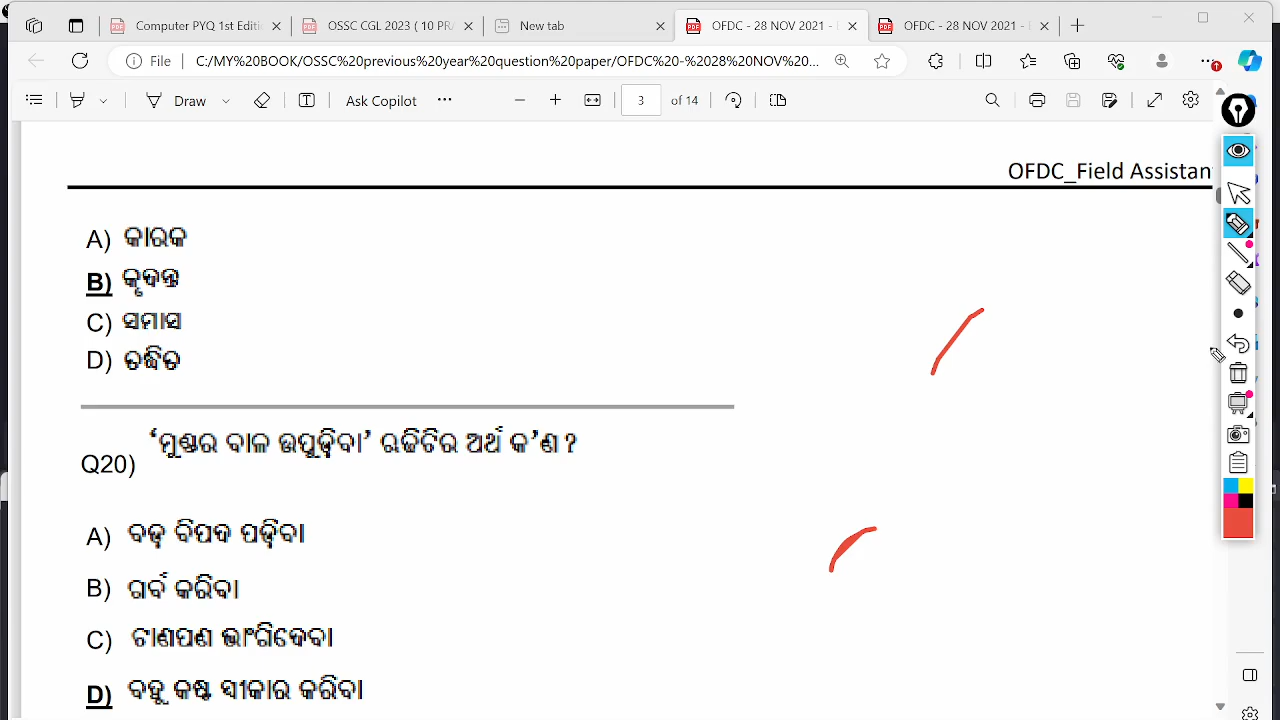 Computer PYQ 1st Editi
OSSC CGL 2023 ( 10 PRA
New tab
OFDC - 28 NOV 2021 -
OFDC - 28 NOV 2021 -
File
C:/MY%20BOOK/OSSC%20previous%20year%20question%20paper/OFDC%20-%2028%20NOV%20...
Draw
Ask Copilot
3
of 14
OFDC_Field Assistant
A) କାରକ
B) କୃଦନ୍ତ
C) ସମାସ
D) ତଦ୍ଧିତ
Q20) ‘ମୁଣ୍ଡର ବାଳ ଉପୁଡ଼ିବା’ ରୂଢିଟିର ଅର୍ଥ କ’ଣ ?
A) ବଡ଼ ବିପଦ ପଡ଼ିବା
B) ଗର୍ବ କରିବା
C) ଟାଣପଣ ଭାଂଗିଦେବା
D) ବହୁ କଷ୍ଟ ସ୍ୱୀକାର କରିବା